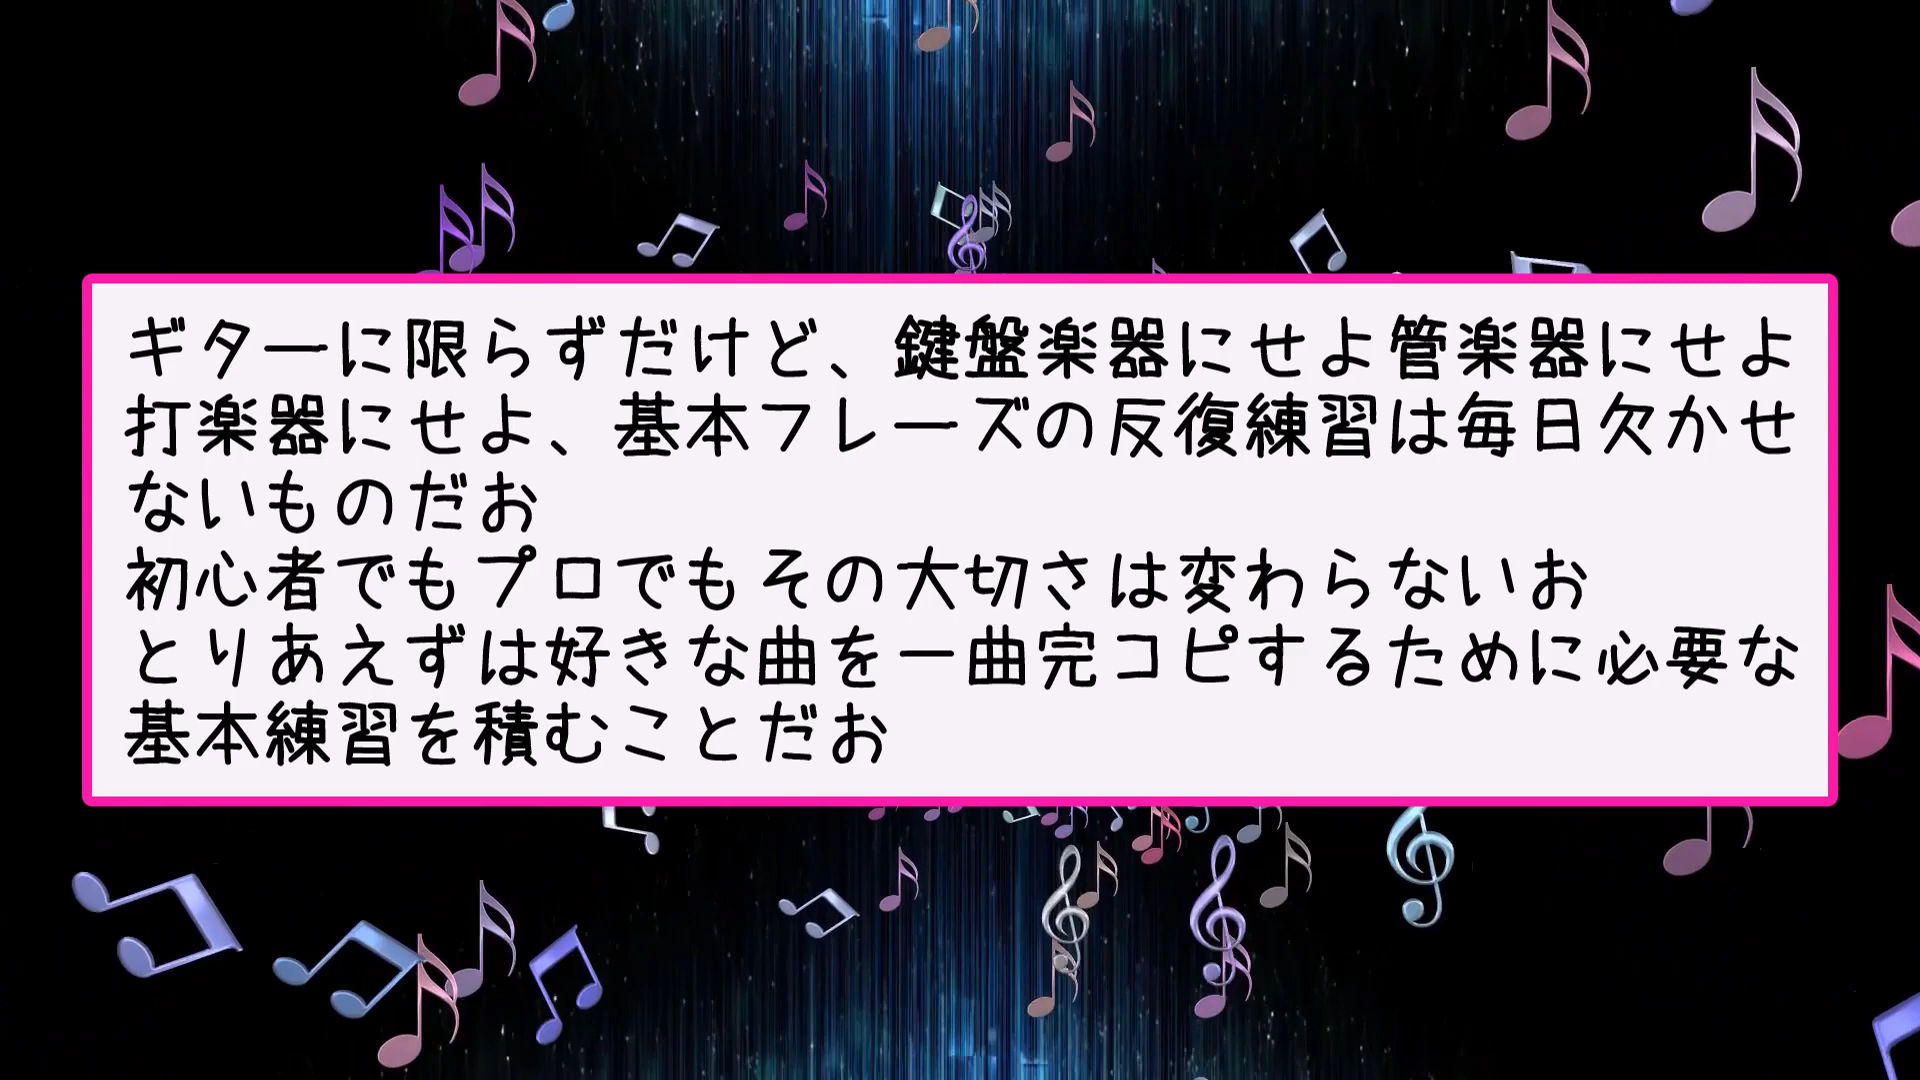 ギターに限らずだけど、鍵盤楽器にせよ管楽器にせよ
打楽器にせよ、基本フレーズの反復練習は毎日欠かせ
ないものだお
初心者でもプロでもその大切さは変わらないお
とりあえずは好きな曲を一曲完コピするために必要な
基本練習を積むことだお